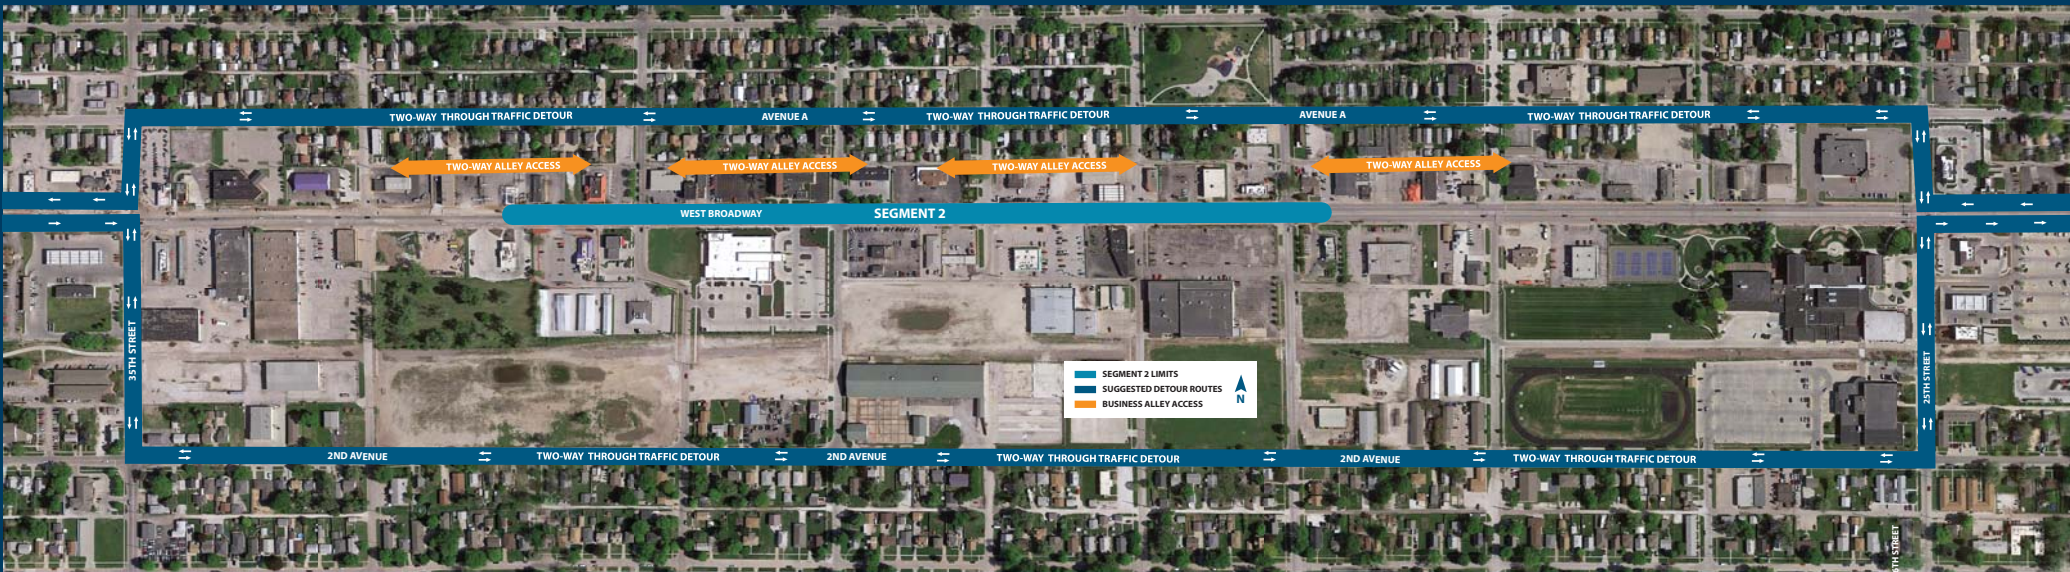 TWO-WAY THROUGH TRAFFIC DETOUR
AVENUE A
TWO-WAY THROUGH TRAFFIC DETOUR
AVENUE A
TWO-WAY THROUGH TRAFFIC DETOUR
TWO-WAY ALLEY ACCESS
TWO-WAY ALLEY ACCESS
TWO-WAY ALLEY ACCESS
TWO-WAY ALLEY ACCESS
WEST BROADWAY
SEGMENT 2
35TH STREET
25TH STREET
SEGMENT 2 LIMITS
SUGGESTED DETOUR ROUTES
BUSINESS ALLEY ACCESS
N
2ND AVENUE
TWO-WAY THROUGH TRAFFIC DETOUR
2ND AVENUE
TWO-WAY THROUGH TRAFFIC DETOUR
2ND AVENUE
TWO-WAY THROUGH TRAFFIC DETOUR
STREET